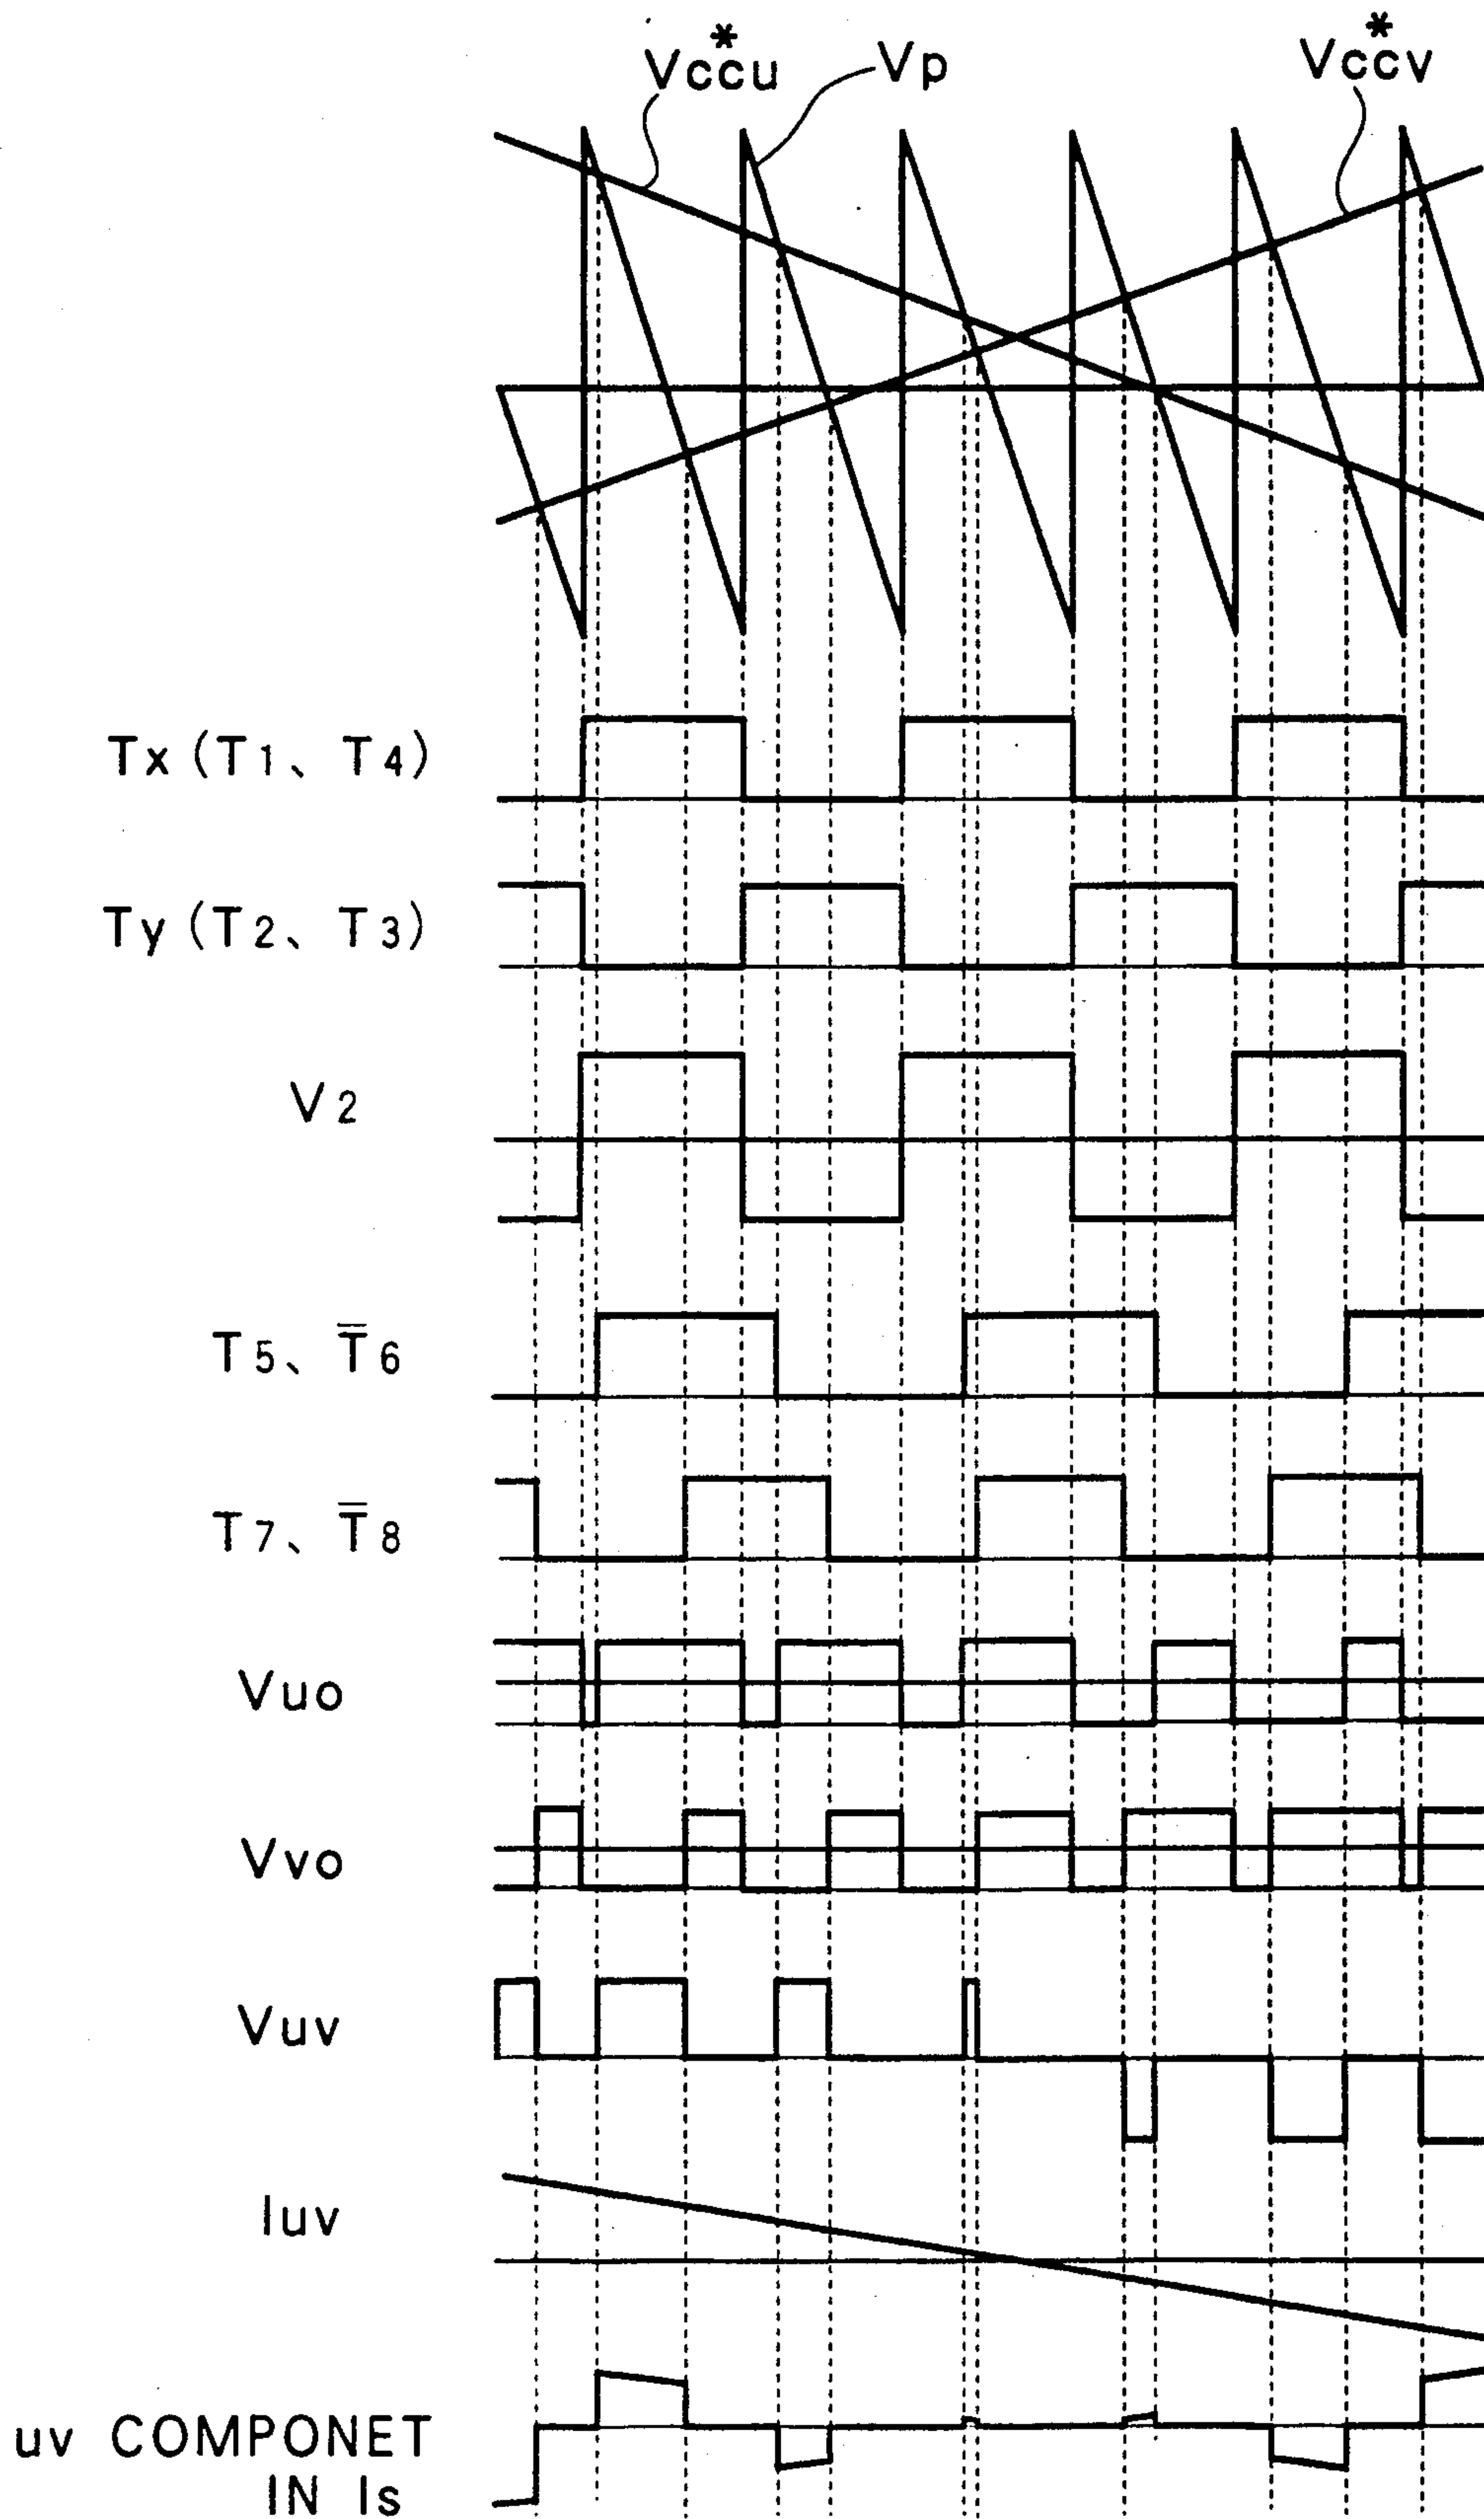 Vccu* Vp Vccv*
Tx (T1、T4)
Ty (T2、T3)
V2
T5、T̅6
T7、T̅8
Vuo
Vvo
Vuv
Iuv
uv COMPONET
IN Is